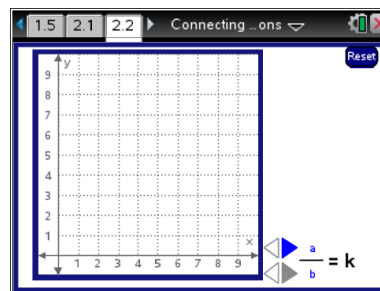 1.5 2.1 2.2 Connecting ...ons
Reset
y
9
8
7
6
5
4
3
2
1
x
1 2 3 4 5 6 7 8 9
a
b
= k